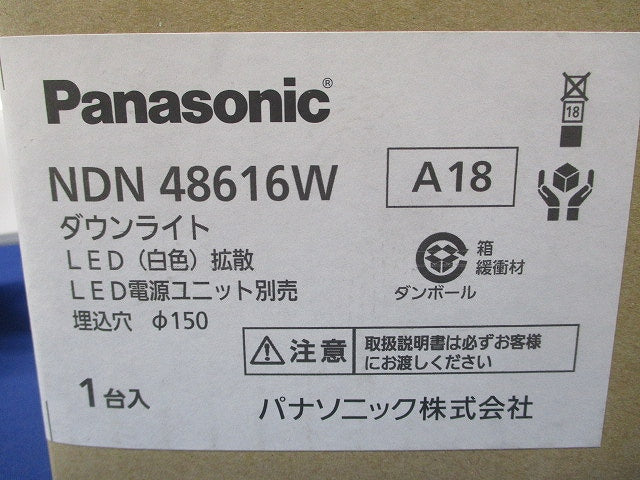 Panasonic®
NDN 48616W
A18
18
ダウンライト
LED（白色）拡散
LED電源ユニット別売
埋込穴 φ150
箱
緩衝材
ダンボール
注意
取扱説明書は必ずお客様
にお渡しください
1台入
パナソニック株式会社